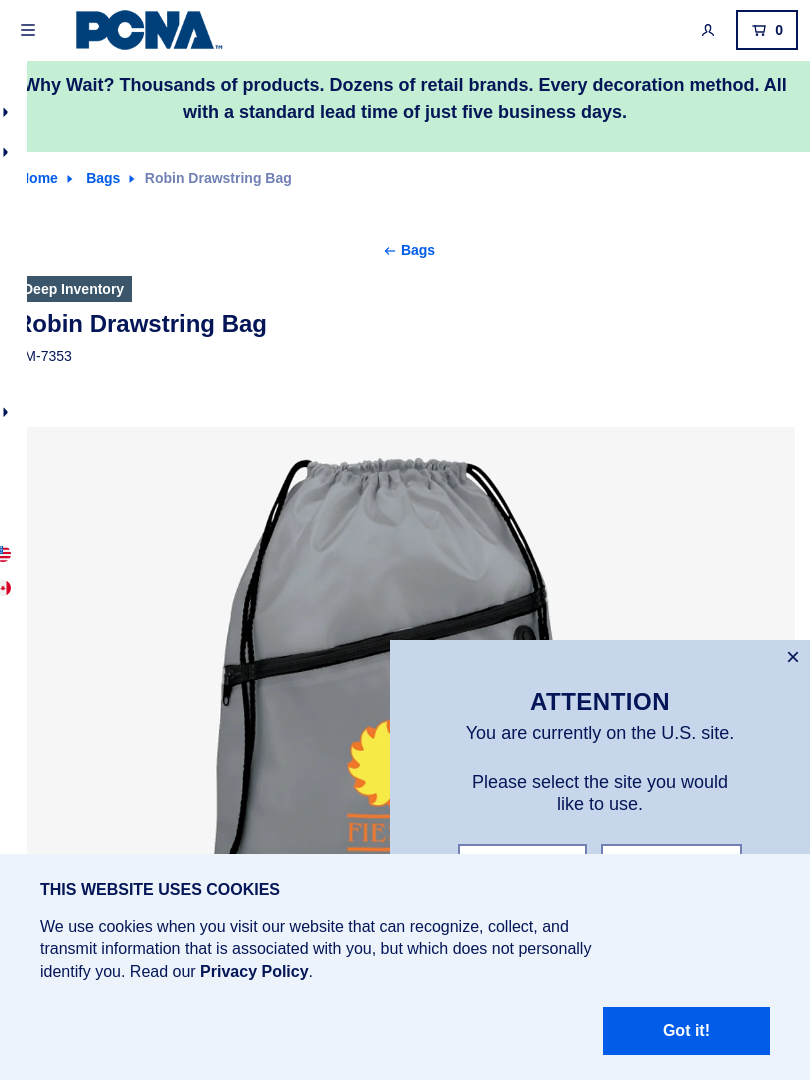 PCNA
TM
0
Why Wait? Thousands of products. Dozens of retail brands. Every decoration method. All
with a standard lead time of just five business days.
Home
Bags
Robin Drawstring Bag
Bags
Deep Inventory
Robin Drawstring Bag
M-7353
FIE
ATTENTION
You are currently on the U.S. site.
Please select the site you would
like to use.
THIS WEBSITE USES COOKIES
We use cookies when you visit our website that can recognize, collect, and
transmit information that is associated with you, but which does not personally
identify you. Read our Privacy Policy.
Got it!